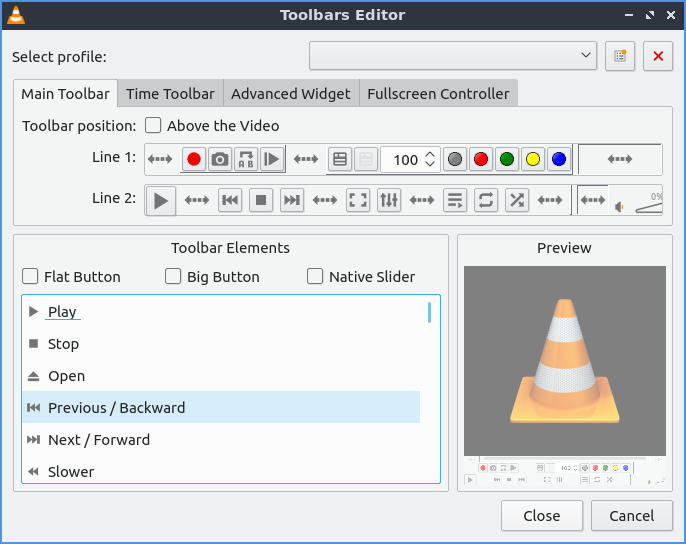 Toolbars Editor
Select profile:
Main Toolbar Time Toolbar Advanced Widget Fullscreen Controller
Toolbar position: Above the Video
Line 1: A B 100
Line 2: 0%
Toolbar Elements
Flat Button Big Button Native Slider
Play
Stop
Open
Previous / Backward
Next / Forward
Slower
Preview
100
Close Cancel